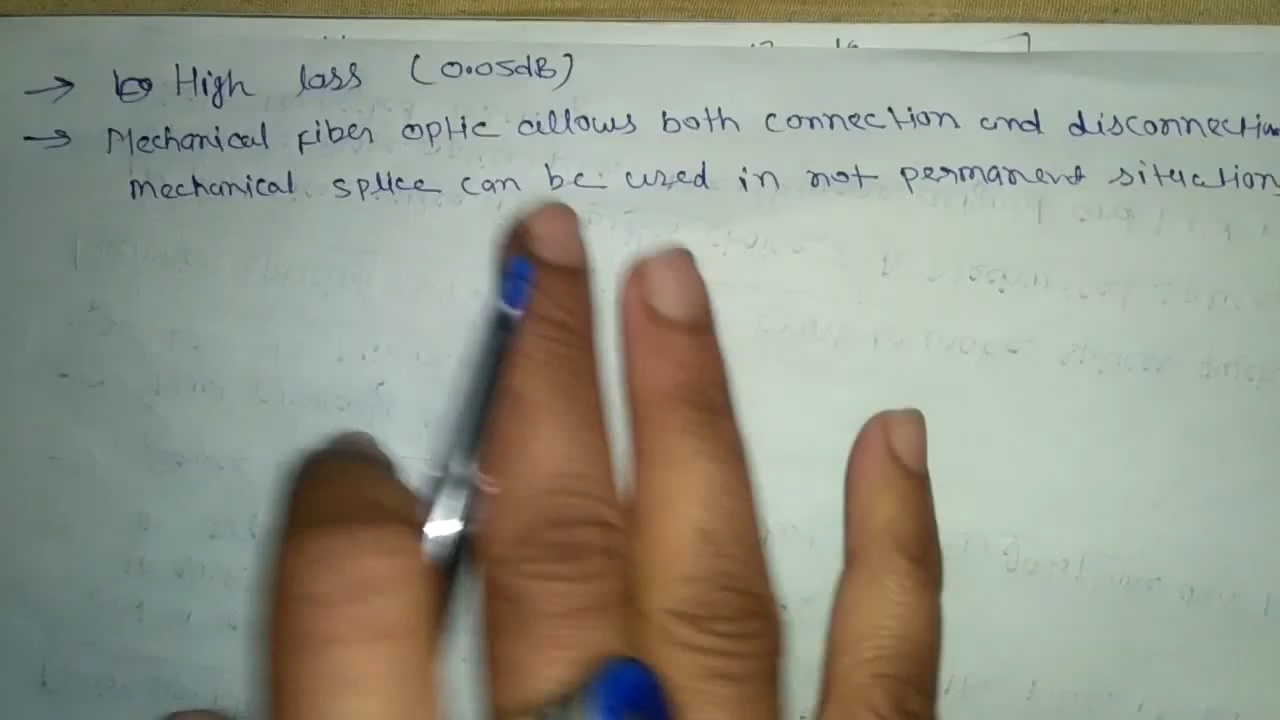 → High loss (0.05dB)
→ Mechanical fiber optic allows both connection and disconnection
mechanical splice can be used in not permanent situation